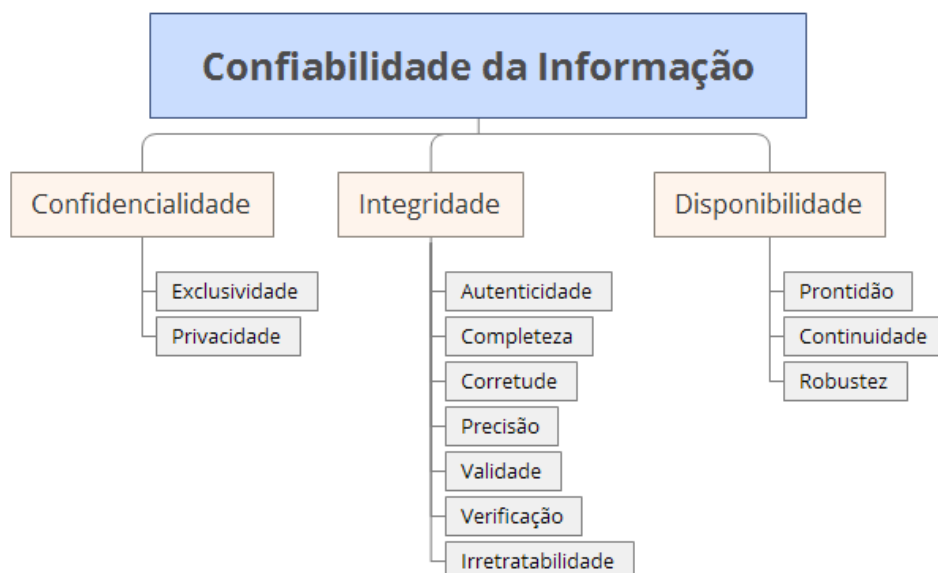 Confiabilidade da Informação
Confidencialidade
Exclusividade
Privacidade
Integridade
Autenticidade
Completeza
Corretude
Precisão
Validade
Verificação
Irretratabilidade
Disponibilidade
Prontidão
Continuidade
Robustez